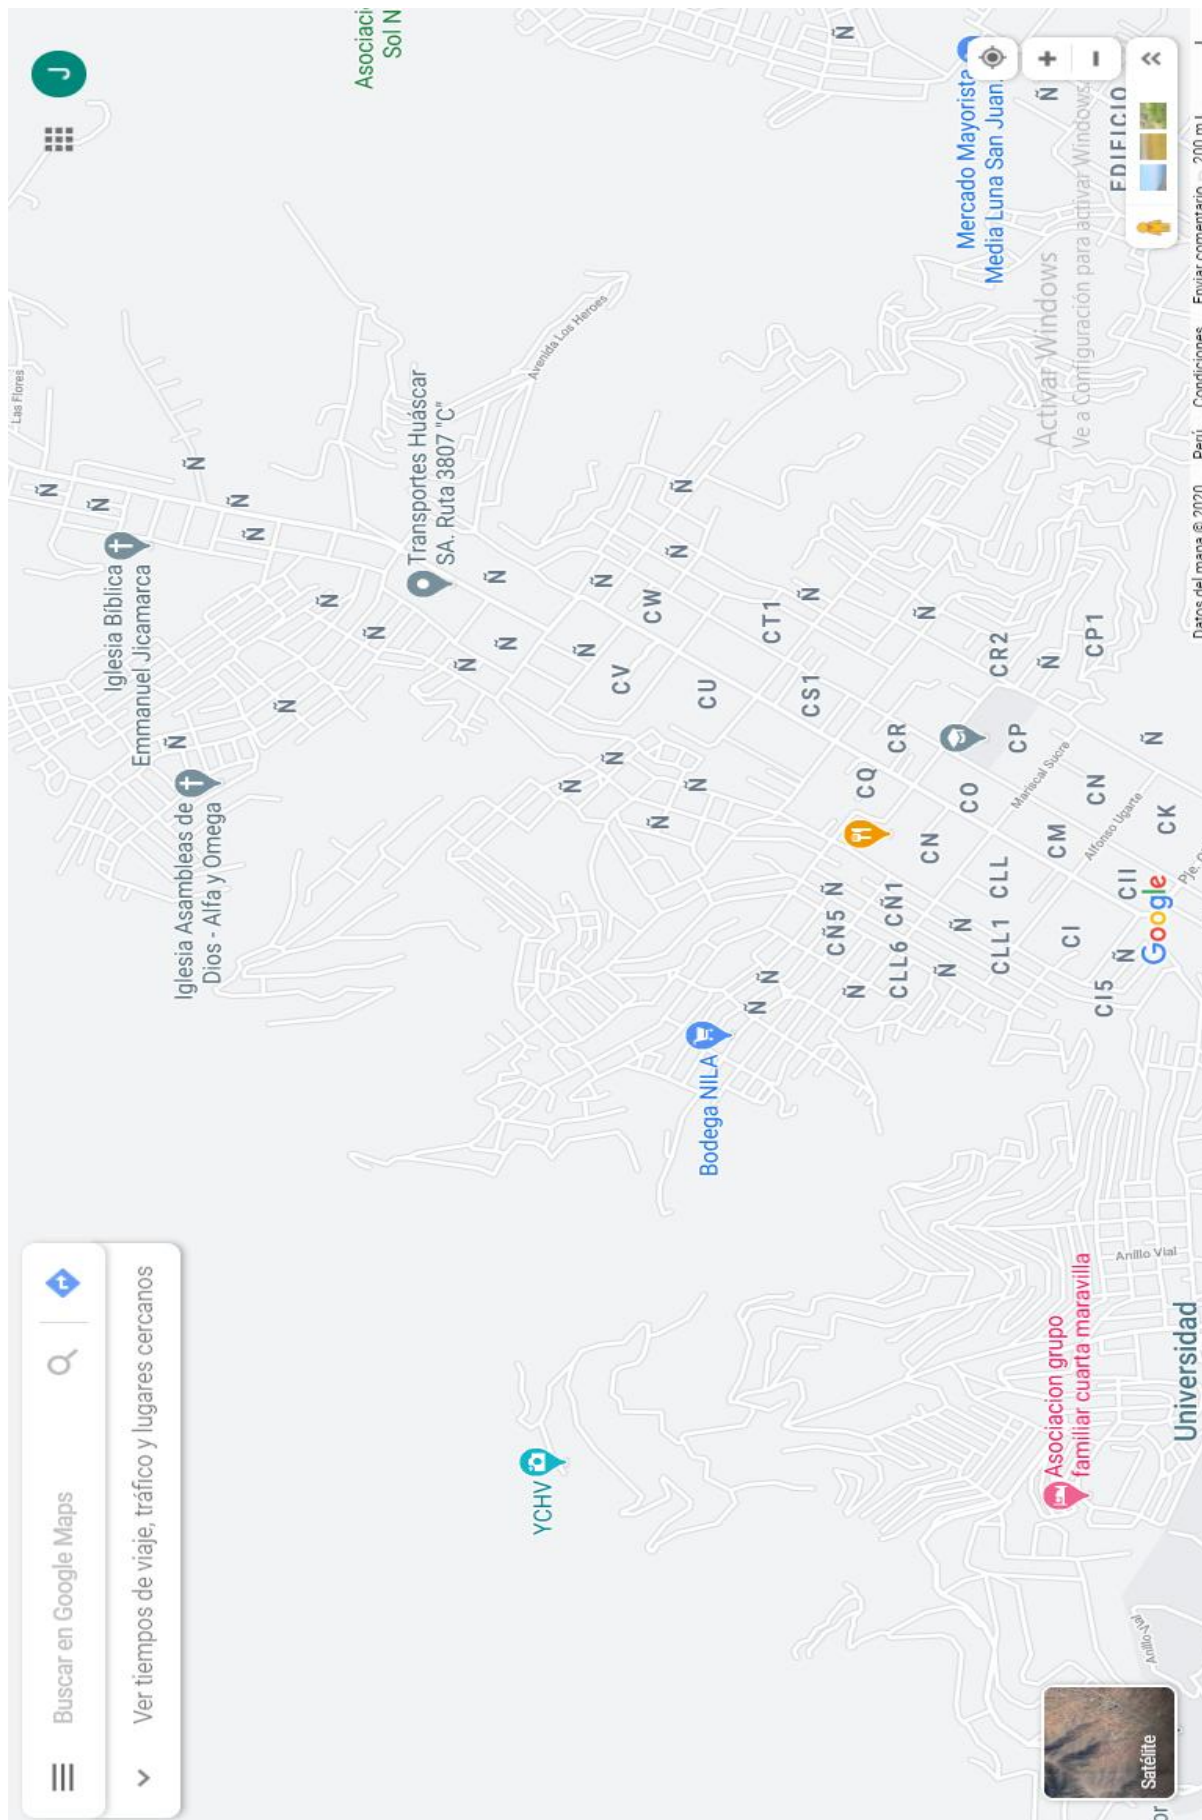 Buscar en Google Maps
J
Ver tiempos de viaje, tráfico y lugares cercanos
Las Flores
Ñ
Ñ
Iglesia Bíblica
Emmanuel Jicamarca
Ñ
Ñ
Iglesia Asambleas de
Dios - Alfa y Omega
Ñ
Ñ
Ñ
Ñ
Ñ
Asociaci
Sol N
Transportes Huáscar
SA. Ruta 3807 "C"
Ñ
Ñ
Ñ
YCHV
Avenida Los Heroes
Ñ
Ñ
Ñ
Ñ
CV
CW
Ñ
Ñ
Ñ
Ñ
Bodega NILA
CU
Ñ
Ñ
Ñ
CT1
CS1
Ñ
CÑ5
Ñ
Ñ
Ñ
CQ
CR
CLL6
CÑ1
Ñ
CN
Ñ
Ñ
CO
Mercado Mayorista
Media Luna San Juan.
CLL1
CLL
CR2
CP
Mariscal Sucre
Ñ
Activar Windows
Ve a Configuración para activar Windows.
Ñ
Asociacion grupo
familiar cuarta maravilla
CI
CM
CN
CP1
CI5
Ñ
CII
Alfonso Ugarte
EDIFICIO
Anillo Vial
Anillo Vial
Satélite
Google
Ñ
CK
Universidad
Pje.
Datos del mapa © 2020 Perú Condiciones Enviar comentario 200 m